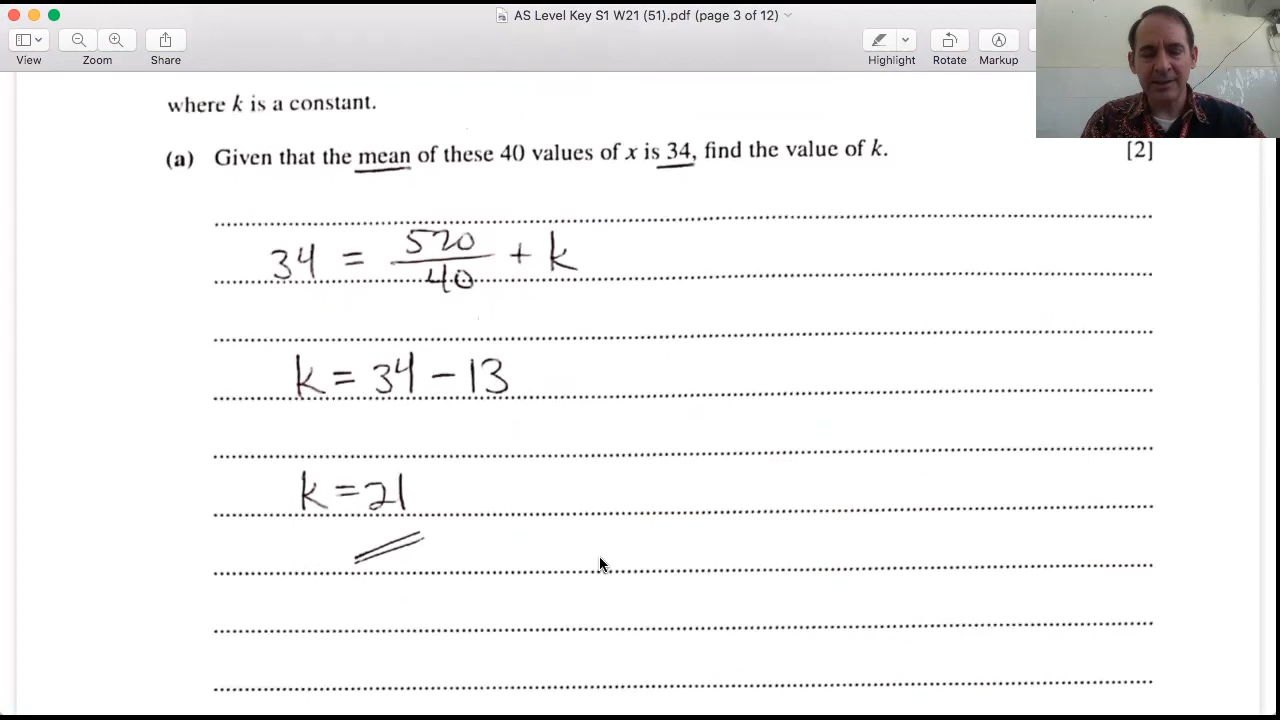 AS Level Key S1 W21 (51).pdf (page 3 of 12)
View
Zoom
Share
Highlight
Rotate
Markup
where k is a constant.
(a) Given that the mean of these 40 values of x is 34, find the value of k. [2]
34 = 520/40 + k
k = 34 - 13
k = 21